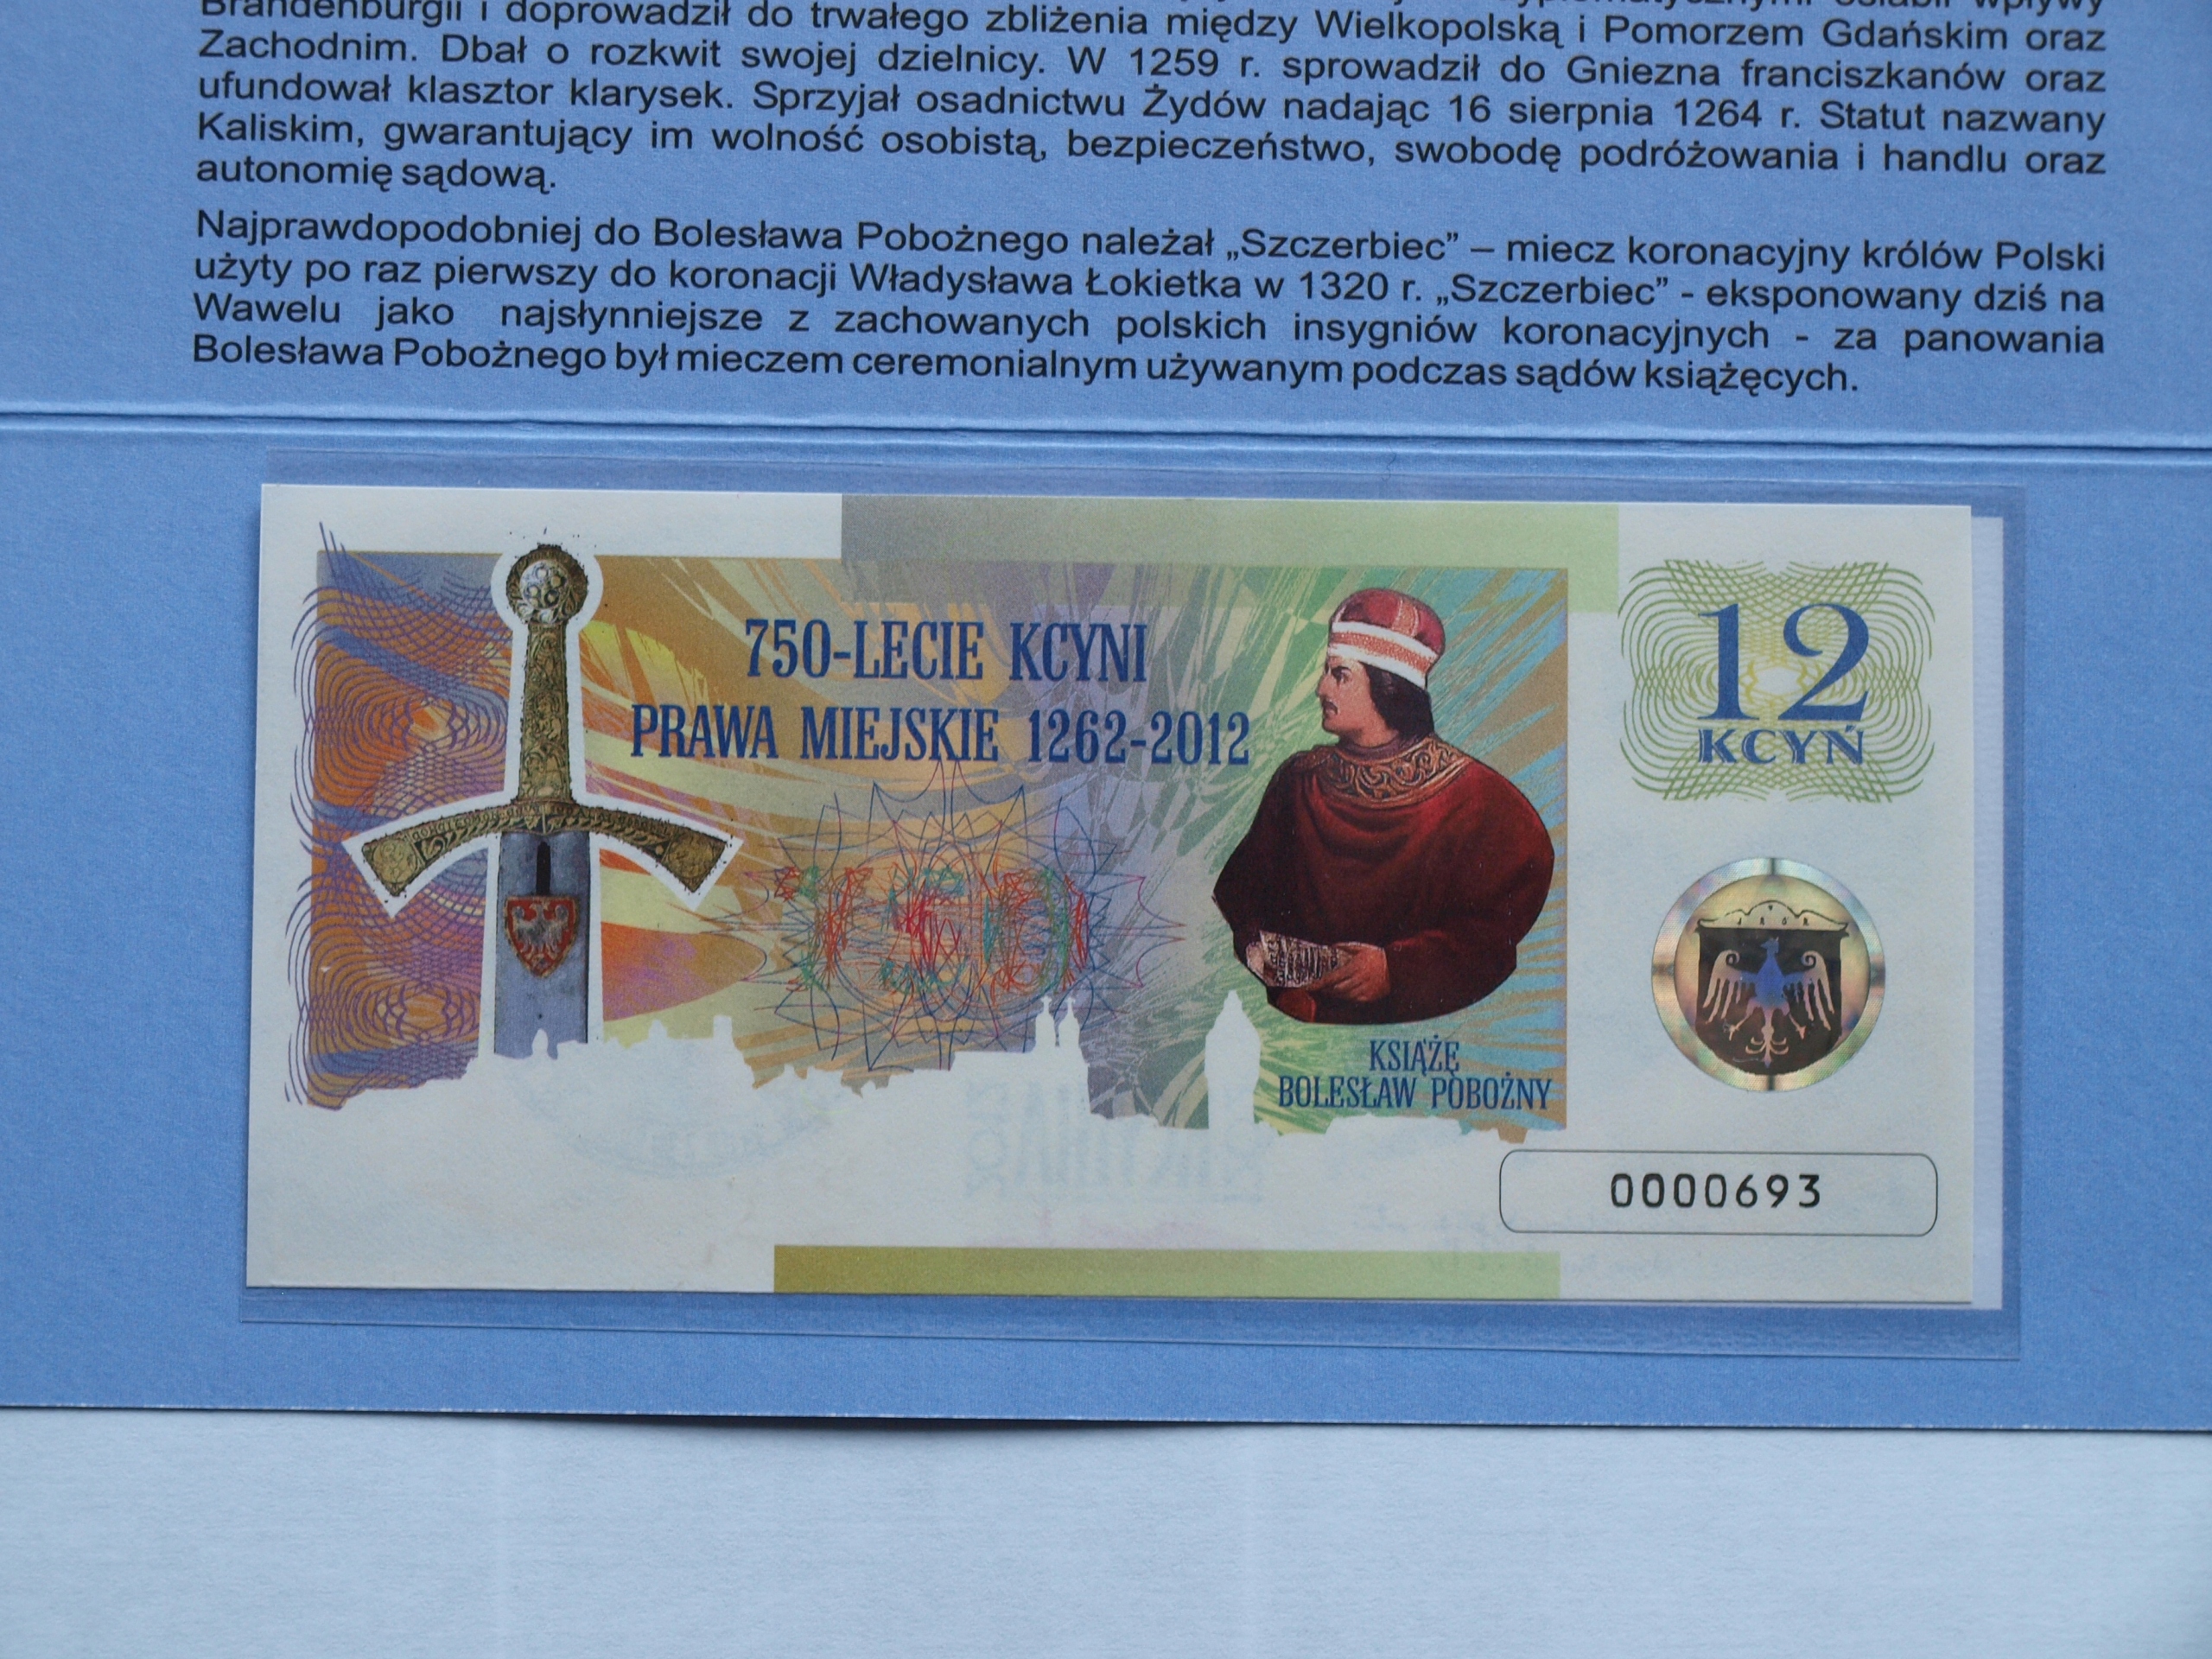 Brandenburgii i doprowadził do trwałego zbliżenia między Wielkopolską i Pomorzem Gdańskim oraz
Zachodnim. Dbał o rozkwit swojej dzielnicy. W 1259 r. sprowadził do Gniezna franciszkanów oraz
ufundował klasztor klarysek. Sprzyjał osadnictwu Żydów nadając 16 sierpnia 1264 r. Statut nazwany
Kaliskim, gwarantujący im wolność osobistą, bezpieczeństwo, swobodę podróżowania i handlu oraz
autonomię sądową.
Najprawdopodobniej do Bolesława Pobożnego należał „Szczerbiec” – miecz koronacyjny królów Polski
użyty po raz pierwszy do koronacji Władysława Łokietka w 1320 r. „Szczerbiec” - eksponowany dziś na
Wawelu jako najsłynniejsze z zachowanych polskich insygniów koronacyjnych - za panowania
Bolesława Pobożnego był mieczem ceremonialnym używanym podczas sądów książęcych.
750-LECIE KCYNI
PRAWA MIEJSKIE 1262-2012
12
KCYŃ
750
KSIĄŻĘ
BOLESŁAW POBOŻNY
0000693